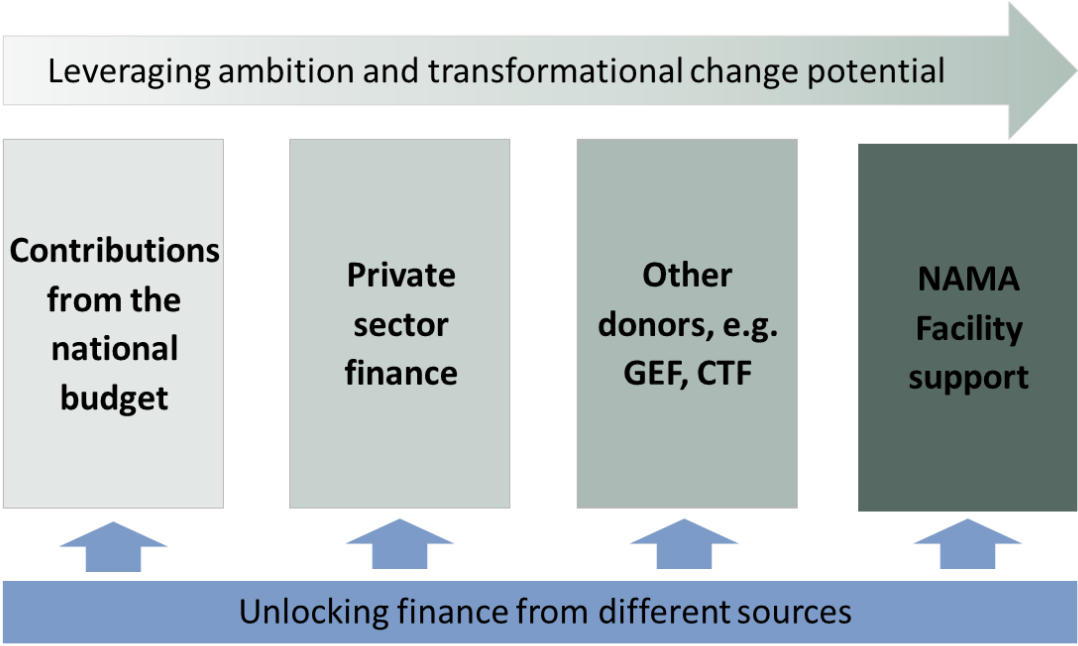 Leveraging ambition and transformational change potential
Contributions
from the
national
budget
Private
sector
finance
Other
donors, e.g.
GEF, CTF
NAMA
Facility
support
Unlocking finance from different sources